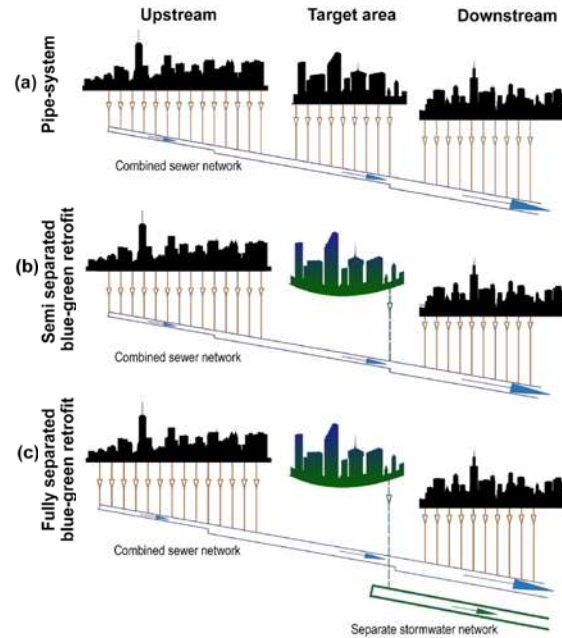 Upstream
Target area
Downstream
(a)
Pipe-system
Combined sewer network
(b)
Semi separated
blue-green retrofit
Combined sewer network
(c)
Fully separated
blue-green retrofit
Combined sewer network
Separate stormwater network